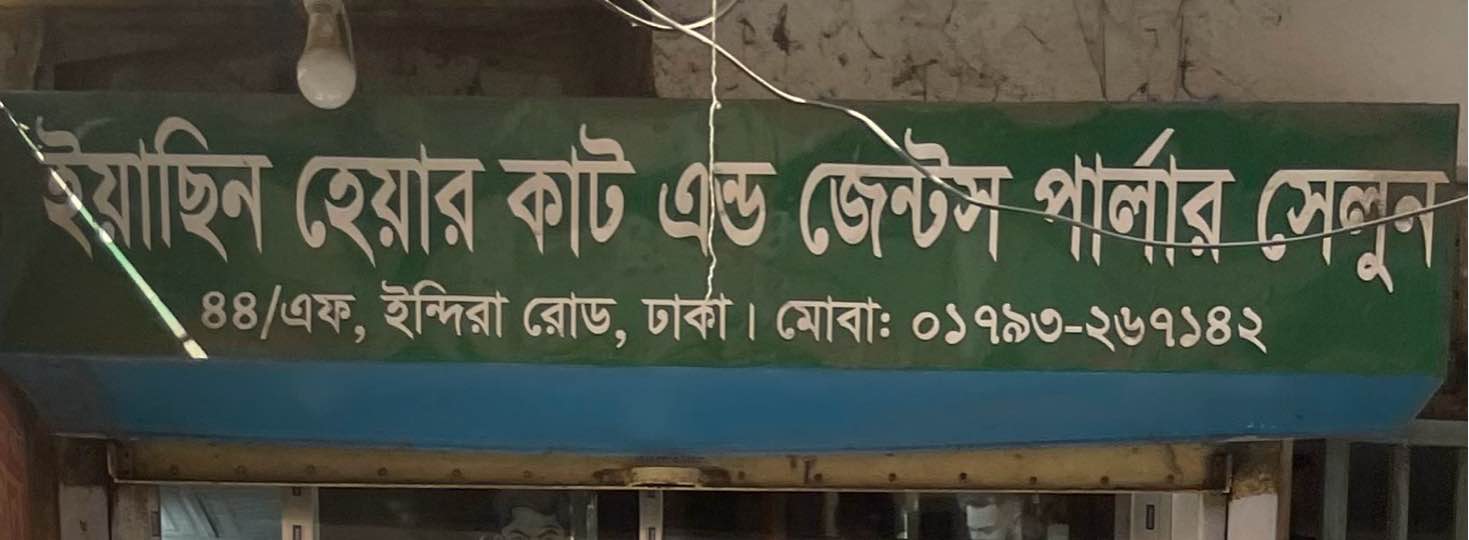 ইয়াছিন হেয়ার কাট এন্ড জেন্টস পার্লার সেলুন
৪৪/এফ, ইন্দিরা রোড, ঢাকা। মোবা: ০১৭৯৩-২৬৭১৪২